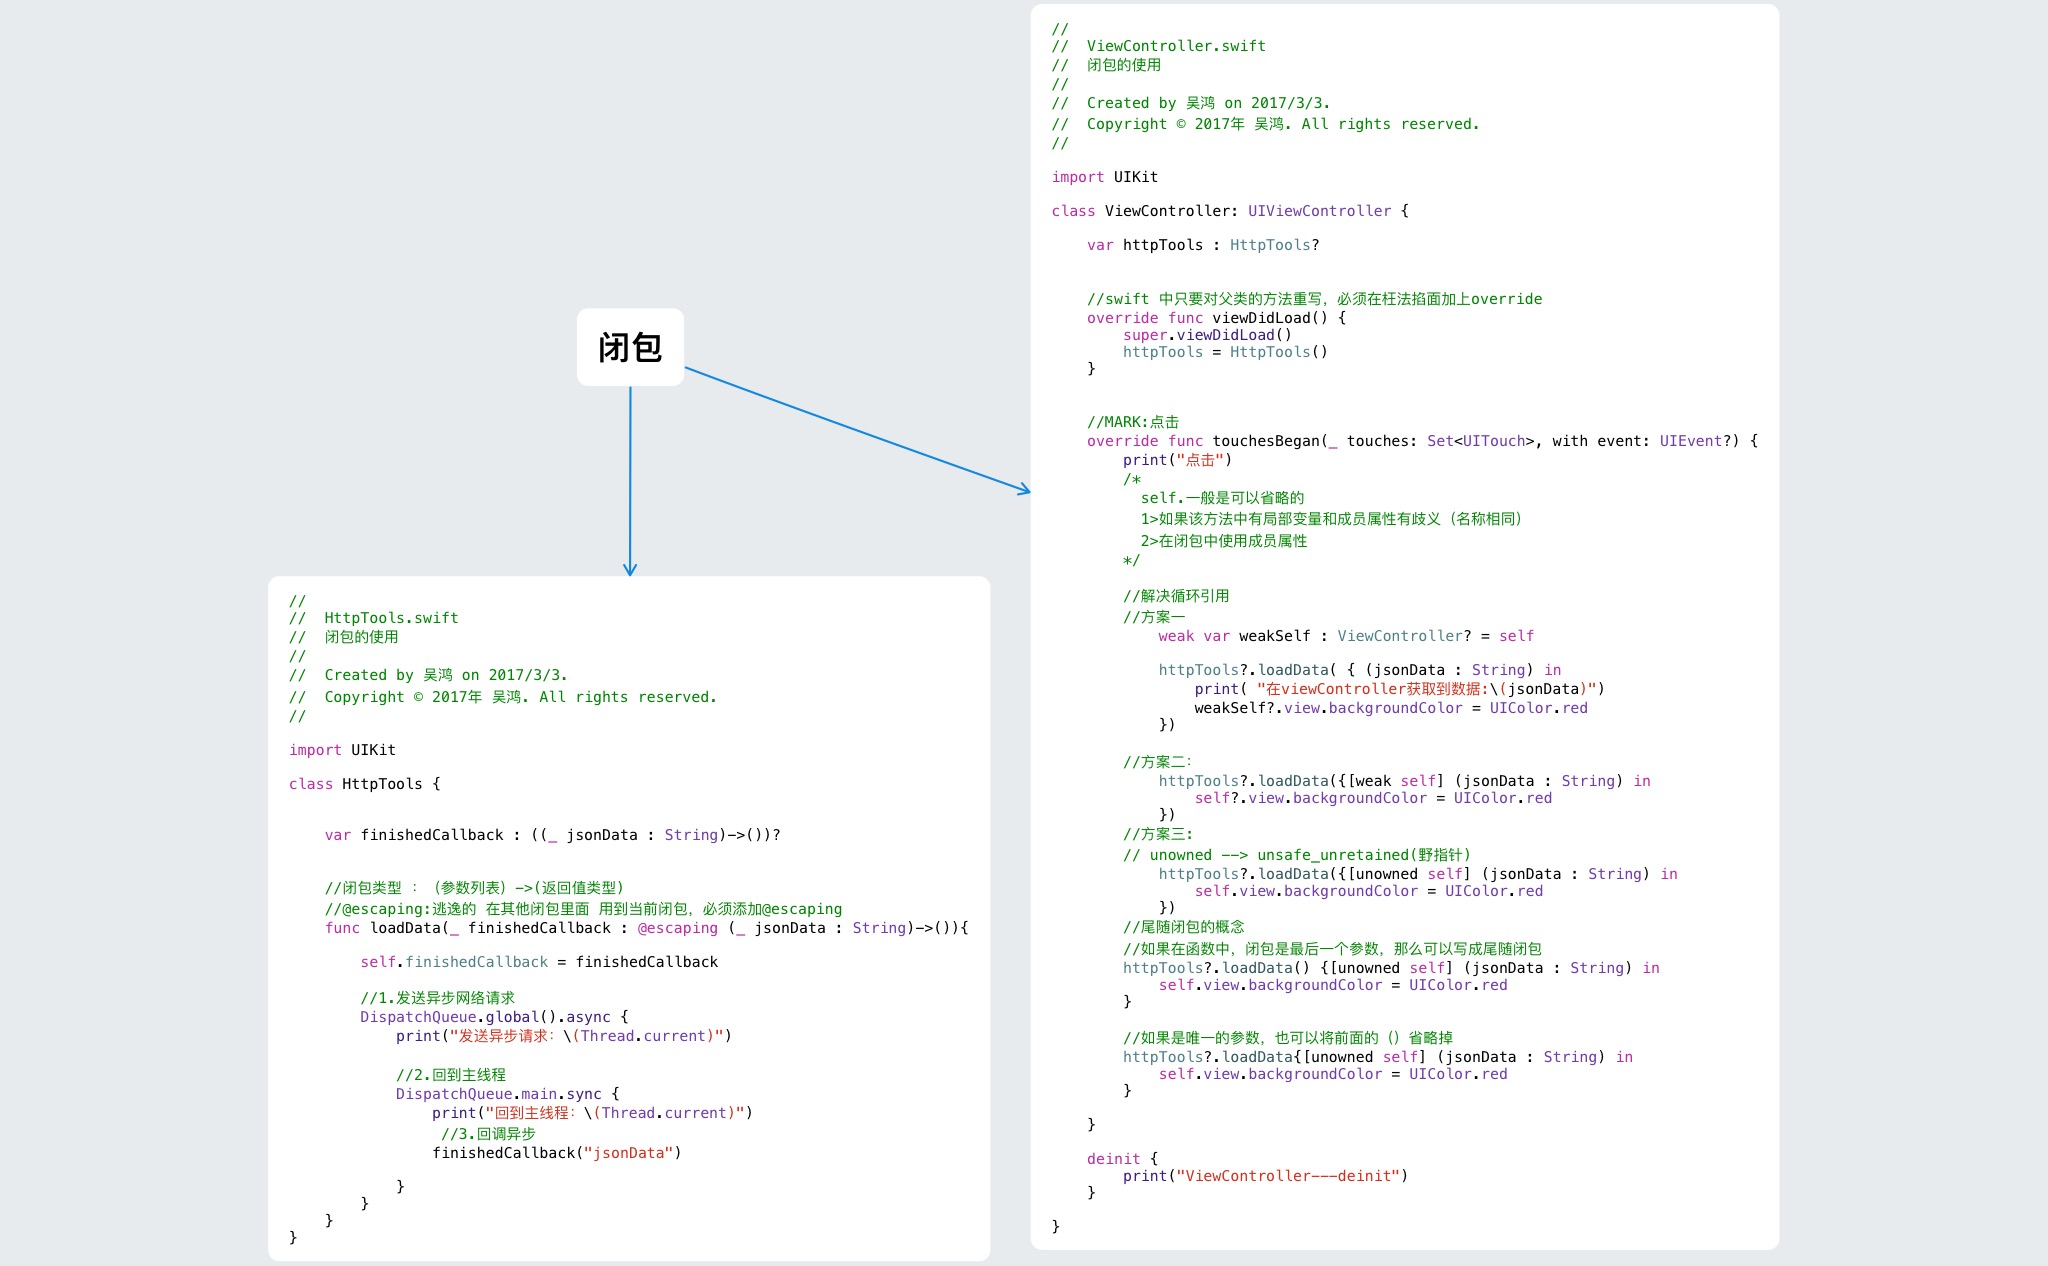 闭包
//
//  HttpTools.swift
//  闭包的使用
//
//  Created by 吴鸿 on 2017/3/3.
//  Copyright © 2017年 吴鸿. All rights reserved.
//
import UIKit
class HttpTools {
var finishedCallback : ((_ jsonData : String)->())?
//闭包类型 : （参数列表）->(返回值类型)
//@escaping:逃逸的 在其他闭包里面 用到当前闭包，必须添加@escaping
func loadData(_ finishedCallback : @escaping (_ jsonData : String)->()){
self.finishedCallback = finishedCallback
//1.发送异步网络请求
DispatchQueue.global().async {
print("发送异步请求：\(Thread.current)")
//2.回到主线程
DispatchQueue.main.sync {
print("回到主线程：\(Thread.current)")
//3.回调异步
finishedCallback("jsonData")
}
}
}
}
//
//  ViewController.swift
//  闭包的使用
//
//  Created by 吴鸿 on 2017/3/3.
//  Copyright © 2017年 吴鸿. All rights reserved.
//
import UIKit
class ViewController: UIViewController {
var httpTools : HttpTools?
//swift 中只要对父类的方法重写，必须在枉法掐面加上override
override func viewDidLoad() {
super.viewDidLoad()
httpTools = HttpTools()
}
//MARK:点击
override func touchesBegan(_ touches: Set<UITouch>, with event: UIEvent?) {
print("点击")
/*
self.一般是可以省略的
1>如果该方法中有局部变量和成员属性有歧义（名称相同）
2>在闭包中使用成员属性
*/
//解决循环引用
//方案一
weak var weakSelf : ViewController? = self
httpTools?.loadData( { (jsonData : String) in
print( "在viewController获取到数据:\(jsonData)")
weakSelf?.view.backgroundColor = UIColor.red
})
//方案二：
httpTools?.loadData({[weak self] (jsonData : String) in
self?.view.backgroundColor = UIColor.red
})
//方案三:
// unowned --> unsafe_unretained(野指针)
httpTools?.loadData({[unowned self] (jsonData : String) in
self.view.backgroundColor = UIColor.red
})
//尾随闭包的概念
//如果在函数中，闭包是最后一个参数，那么可以写成尾随闭包
httpTools?.loadData() {[unowned self] (jsonData : String) in
self.view.backgroundColor = UIColor.red
}
//如果是唯一的参数，也可以将前面的（）省略掉
httpTools?.loadData{[unowned self] (jsonData : String) in
self.view.backgroundColor = UIColor.red
}
}
deinit {
print("ViewController---deinit")
}
}